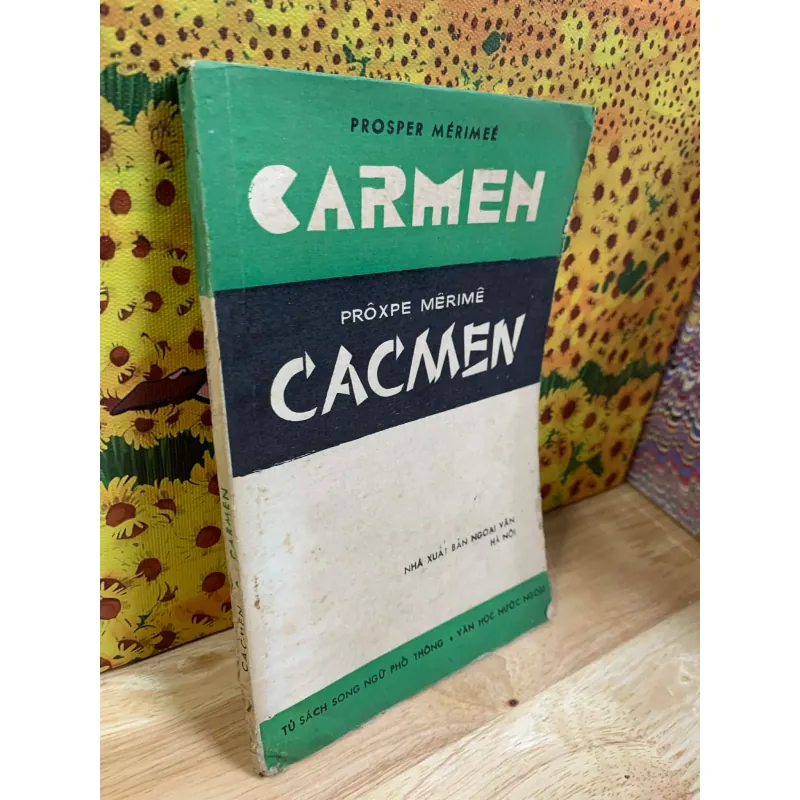 PROSPER MÉRIMEÉ
CARMEN
PRÔXPE MÊRIMÊ
CACMEN
NHÀ XUẤT BẢN NGOẠI VĂN
HÀ NỘI
TỦ SÁCH SONG NGỮ PHỔ THÔNG • VĂN HỌC NƯỚC NGOÀI
CACMEN * CARMEN